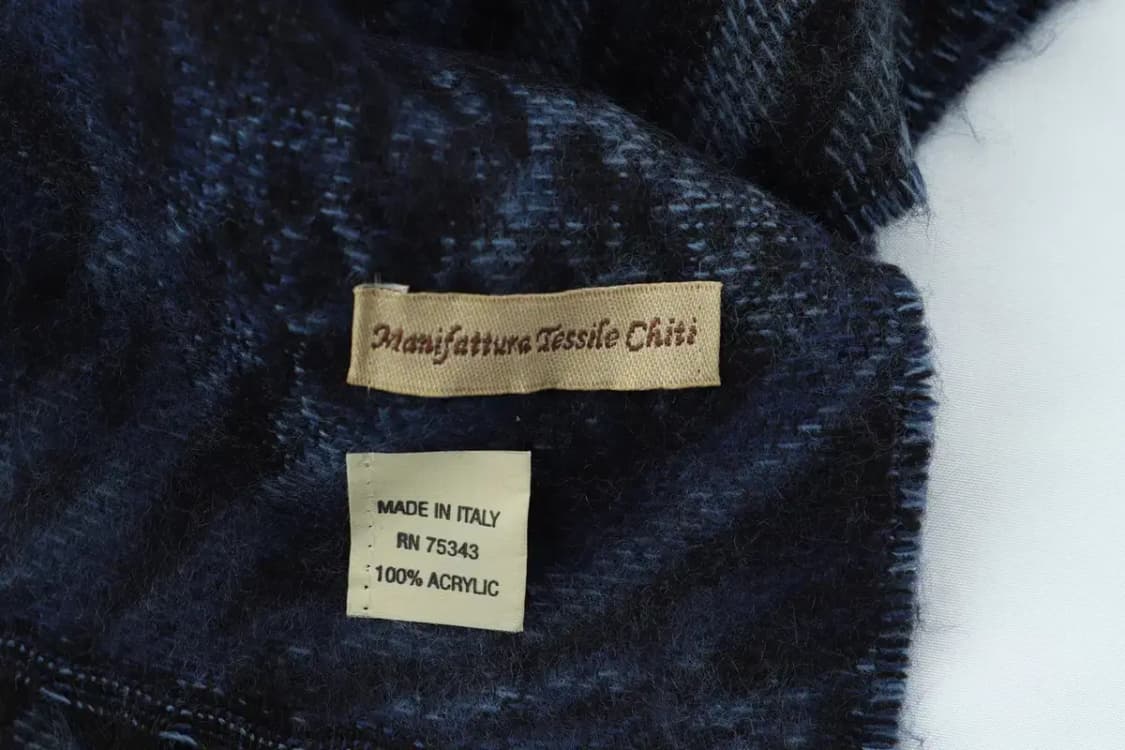 Manifattura Tessile Chiti
MADE IN ITALY
RN 75343
100% ACRYLIC